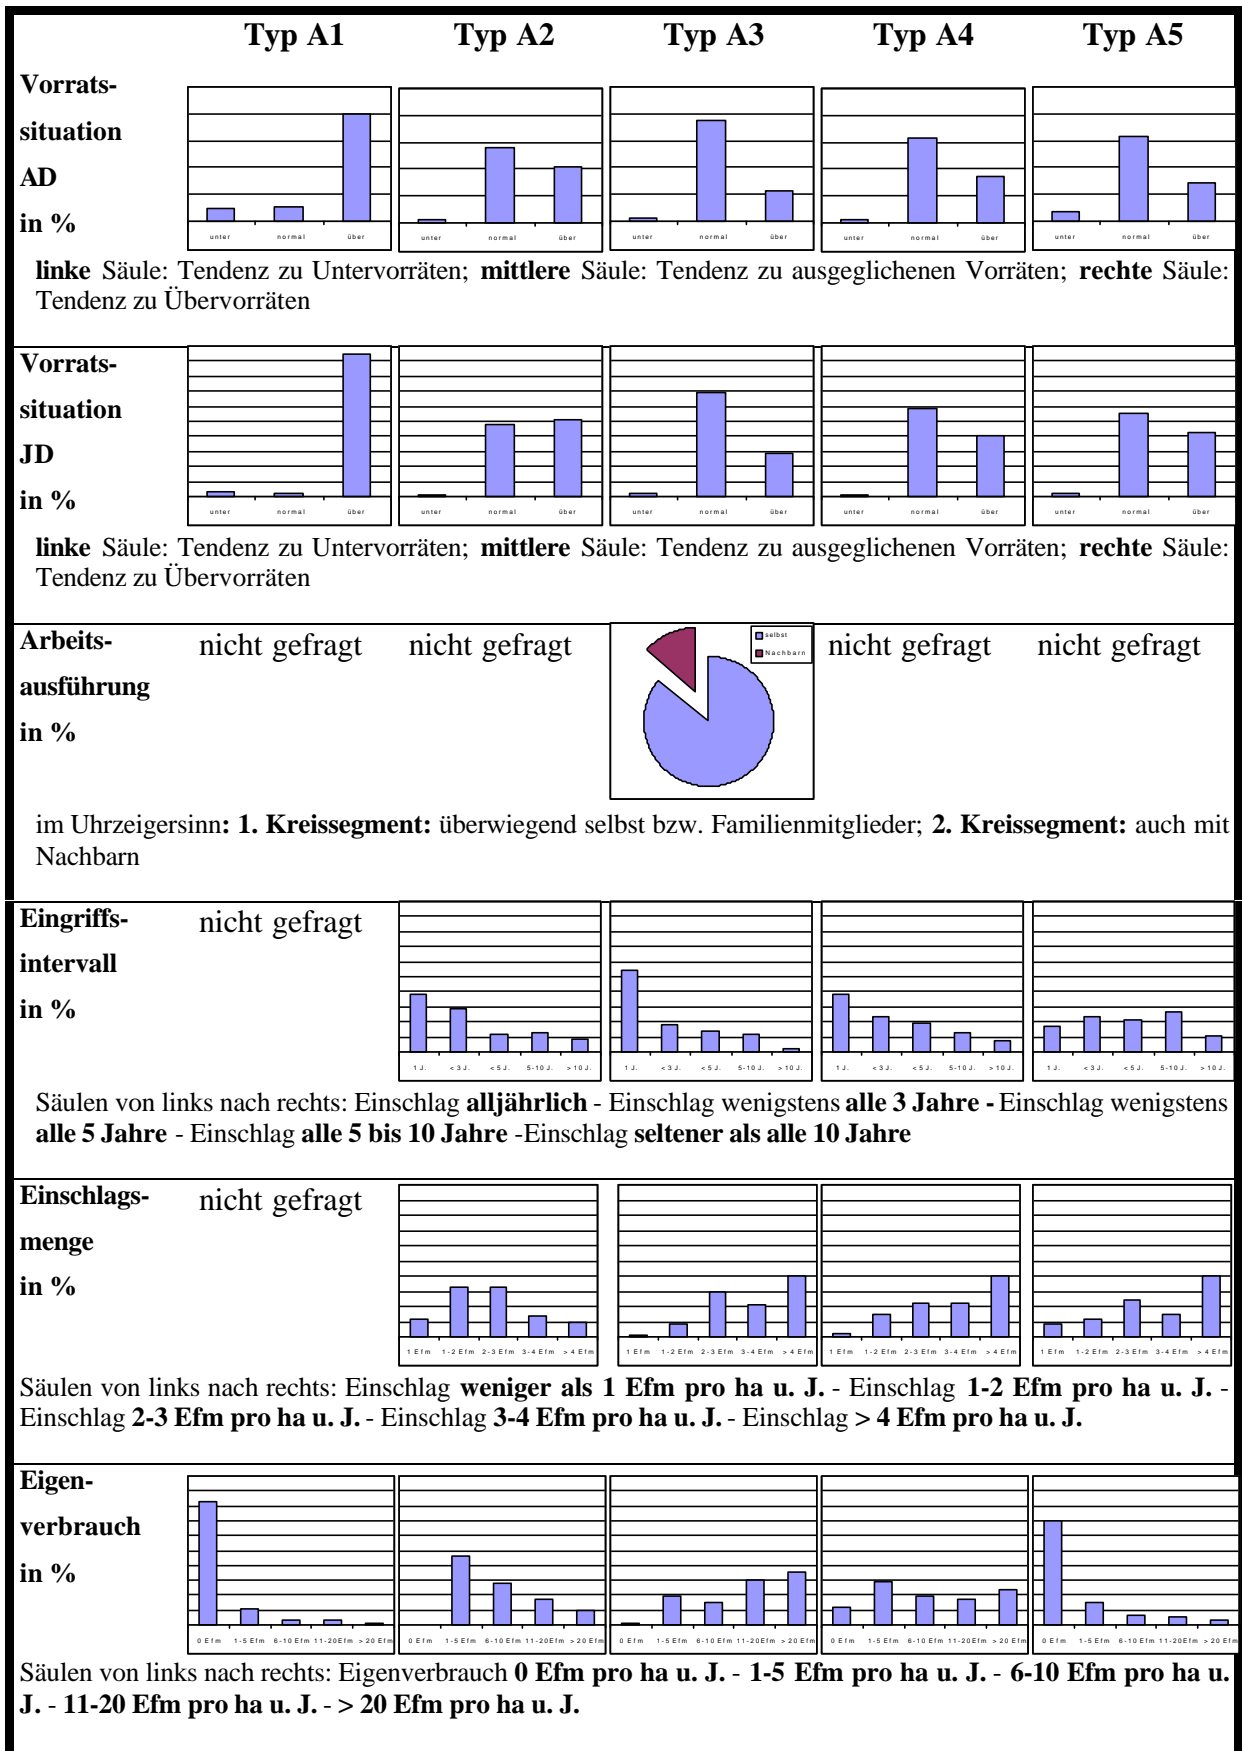 Typ A1 Typ A2 Typ A3 Typ A4 Typ A5
Vorrats-
situation
AD
in %
unter normal über unter normal über unter normal über unter normal über unter normal über
linke Säule: Tendenz zu Untervorräten; mittlere Säule: Tendenz zu ausgeglichenen Vorräten; rechte Säule:
Tendenz zu Übervorräten
Vorrats-
situation
JD
in %
unter normal über unter normal über unter normal über unter normal über unter normal über
linke Säule: Tendenz zu Untervorräten; mittlere Säule: Tendenz zu ausgeglichenen Vorräten; rechte Säule:
Tendenz zu Übervorräten
Arbeits- nicht gefragt nicht gefragt selbst nicht gefragt nicht gefragt
Nachbarn
ausführung
in %
im Uhrzeigersinn: 1. Kreissegment: überwiegend selbst bzw. Familienmitglieder; 2. Kreissegment: auch mit
Nachbarn
Eingriffs- nicht gefragt
intervall
in %
1 J. < 3 J. < 5 J. 5-10 J. > 10 J. 1 J. < 3 J. < 5 J. 5-10 J. > 10 J. 1 J. < 3 J. < 5 J. 5-10 J. > 10 J. 1 J. < 3 J. < 5 J. 5-10 J. > 10 J.
Säulen von links nach rechts: Einschlag alljährlich - Einschlag wenigstens alle 3 Jahre - Einschlag wenigstens
alle 5 Jahre - Einschlag alle 5 bis 10 Jahre -Einschlag seltener als alle 10 Jahre
Einschlags- nicht gefragt
menge
in %
1 Efm 1-2 Efm 2-3 Efm 3-4 Efm > 4 Efm 1 Efm 1-2 Efm 2-3 Efm 3-4 Efm > 4 Efm 1 Efm 1-2 Efm 2-3 Efm 3-4 Efm > 4 Efm 1 Efm 1-2 Efm 2-3 Efm 3-4 Efm > 4 Efm
Säulen von links nach rechts: Einschlag weniger als 1 Efm pro ha u. J. - Einschlag 1-2 Efm pro ha u. J. -
Einschlag 2-3 Efm pro ha u. J. - Einschlag 3-4 Efm pro ha u. J. - Einschlag > 4 Efm pro ha u. J.
Eigen-
verbrauch
in %
0 Efm 1-5 Efm 6-10 Efm 11-20Efm > 20 Efm 0 Efm 1-5 Efm 6-10 Efm 11-20Efm > 20 Efm 0 Efm 1-5 Efm 6-10 Efm 11-20Efm > 20 Efm 0 Efm 1-5 Efm 6-10 Efm 11-20Efm > 20 Efm 0 Efm 1-5 Efm 6-10 Efm 11-20Efm > 20 Efm
Säulen von links nach rechts: Eigenverbrauch 0 Efm pro ha u. J. - 1-5 Efm pro ha u. J. - 6-10 Efm pro ha u.
J. - 11-20 Efm pro ha u. J. - > 20 Efm pro ha u. J.